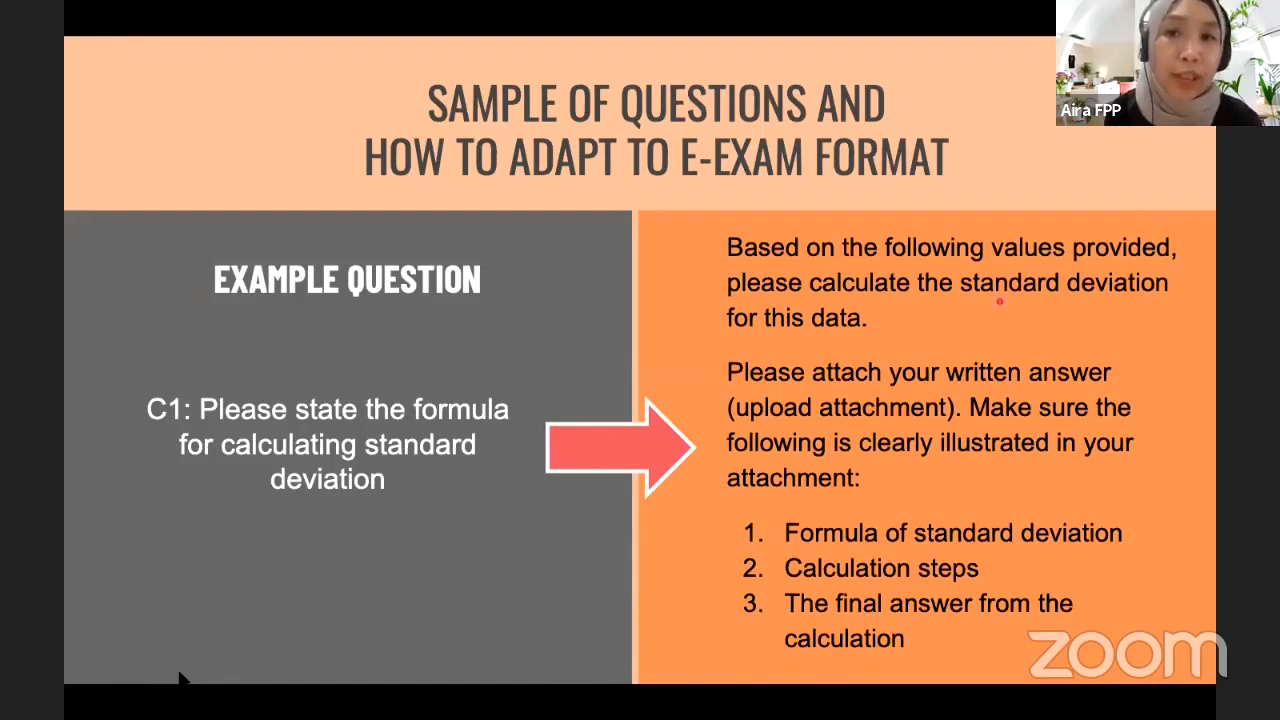 SAMPLE OF QUESTIONS AND
HOW TO ADAPT TO E-EXAM FORMAT
Aira FPP
EXAMPLE QUESTION
C1: Please state the formula
for calculating standard
deviation
Based on the following values provided,
please calculate the standard deviation
for this data.
Please attach your written answer
(upload attachment). Make sure the
following is clearly illustrated in your
attachment:
1. Formula of standard deviation
2. Calculation steps
3. The final answer from the
calculation
zoom